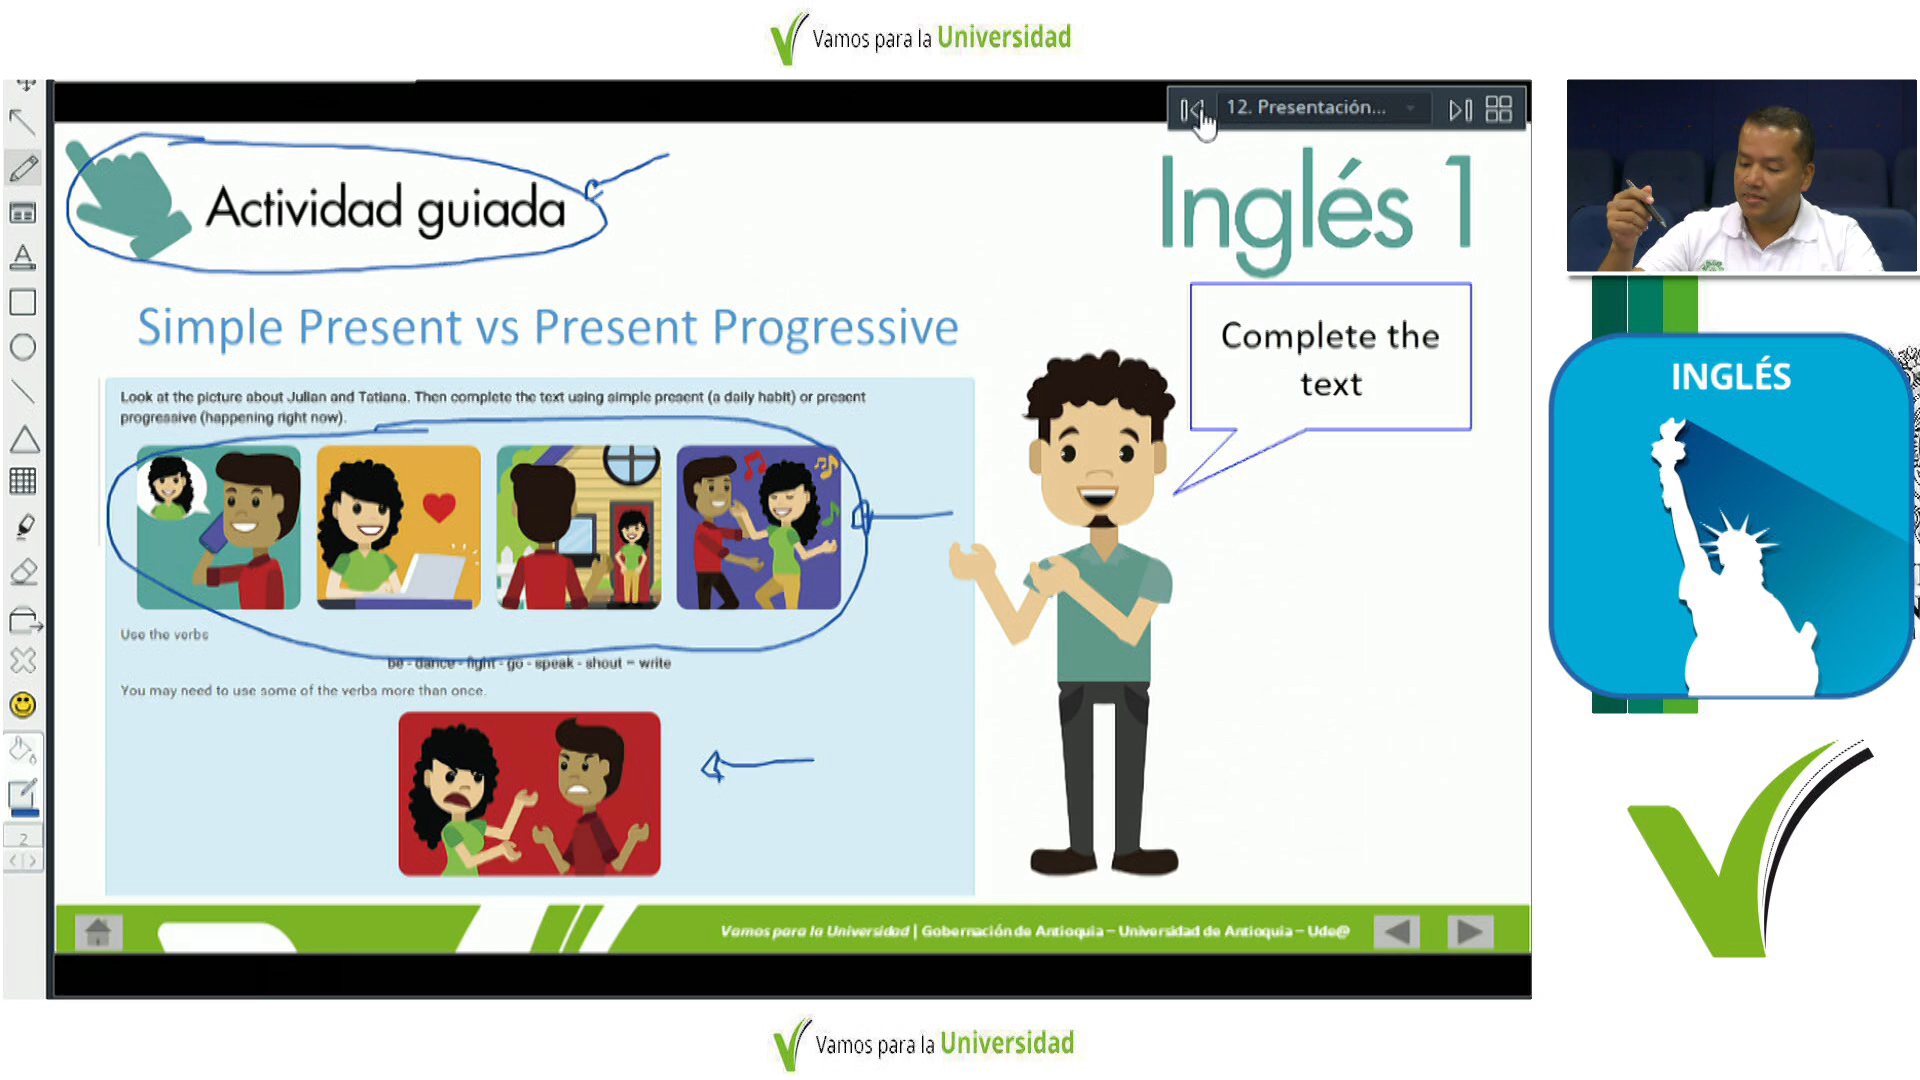 Vamos para la Universidad
12. Presentación...
Actividad guiada
Inglés 1
Simple Present vs Present Progressive
Complete the
text
Look at the picture about Julian and Tatiana. Then complete the text using simple present (a daily habit) or present
progressive (happening right now).
Use the verbs
be - dance - fight - go - speak - shout - write
You may need to use some of the verbs more than once.
INGLÉS
2
Vamos para la Universidad | Gobernación de Antioquia – Universidad de Antioquia – Ude@
Vamos para la Universidad